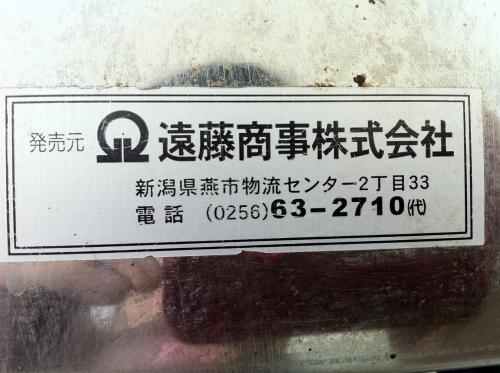 発売元 遠藤商事株式会社
新潟県燕市物流センター2丁目33
電話 (0256)63-2710(代)